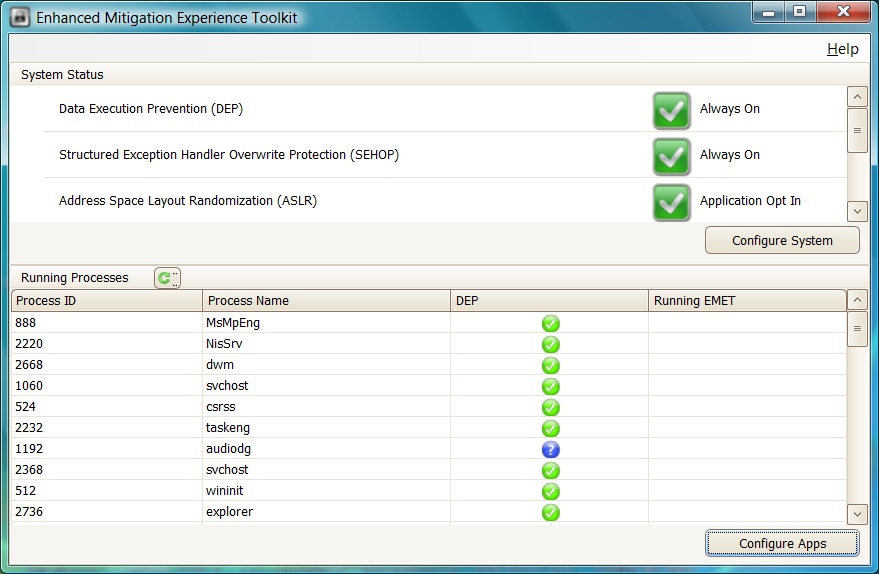 Enhanced Mitigation Experience Toolkit
Help
System Status
Data Execution Prevention (DEP) Always On
Structured Exception Handler Overwrite Protection (SEHOP) Always On
Address Space Layout Randomization (ASLR) Application Opt In
Configure System
Running Processes
Process ID Process Name DEP Running EMET
888 MsMpEng
2220 NisSrv
2668 dwm
1060 svchost
524 csrss
2232 taskeng
1192 audiodg ?
2368 svchost
512 wininit
2736 explorer
Configure Apps